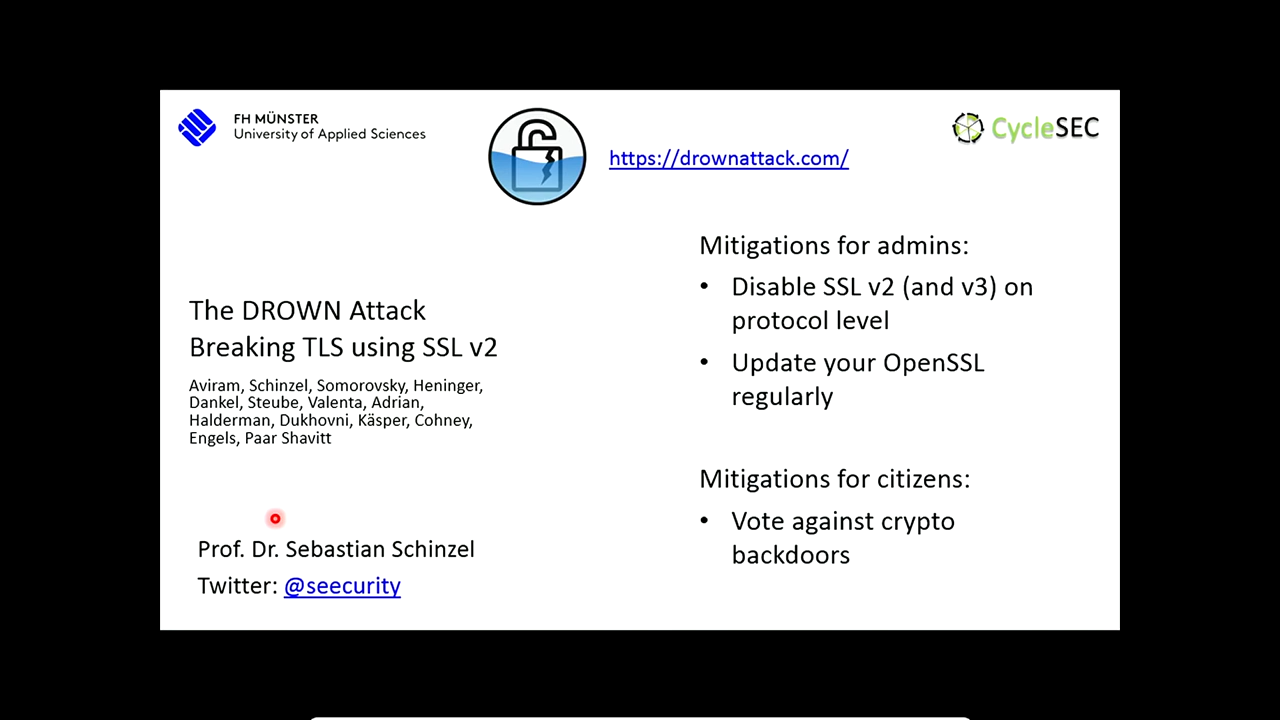 FH MÜNSTER
University of Applied Sciences
https://drownattack.com/
CycleSEC
The DROWN Attack
Breaking TLS using SSL v2
Aviram, Schinzel, Somorovsky, Heninger,
Dankel, Steube, Valenta, Adrian,
Halderman, Dukhovni, Käsper, Cohney,
Engels, Paar Shavitt
Prof. Dr. Sebastian Schinzel
Twitter: @seecurity
Mitigations for admins:
• Disable SSL v2 (and v3) on
protocol level
• Update your OpenSSL
regularly
Mitigations for citizens:
• Vote against crypto
backdoors